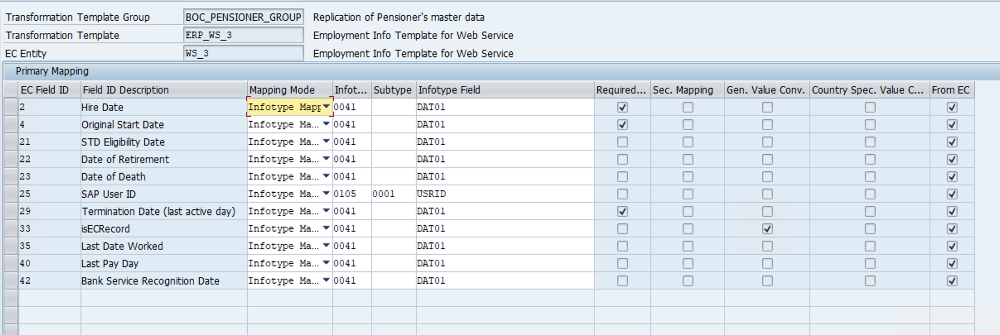 Transformation Template Group BOC_PENSIONER_GROUP Replication of Pensioner's master data
Transformation Template ERP_WS_3 Employment Info Template for Web Service
EC Entity WS_3 Employment Info Template for Web Service
Primary Mapping
EC Field ID Field ID Description Mapping Mode Infot... Subtype Infotype Field Required... Sec. Mapping Gen. Value Conv. Country Spec. Value C... From EC
2 Hire Date Infotype Mapp 0041 DAT01
4 Original Start Date Infotype Ma... 0041 DAT01
21 STD Eligibility Date Infotype Ma... 0041 DAT01
22 Date of Retirement Infotype Ma... 0041 DAT01
23 Date of Death Infotype Ma... 0041 DAT01
25 SAP User ID Infotype Ma... 0105 0001 USRID
29 Termination Date (last active day) Infotype Ma... 0041 DAT01
33 isECRecord Infotype Ma... 0041 DAT01
35 Last Date Worked Infotype Ma... 0041 DAT01
40 Last Pay Day Infotype Ma... 0041 DAT01
42 Bank Service Recognition Date Infotype Ma... 0041 DAT01